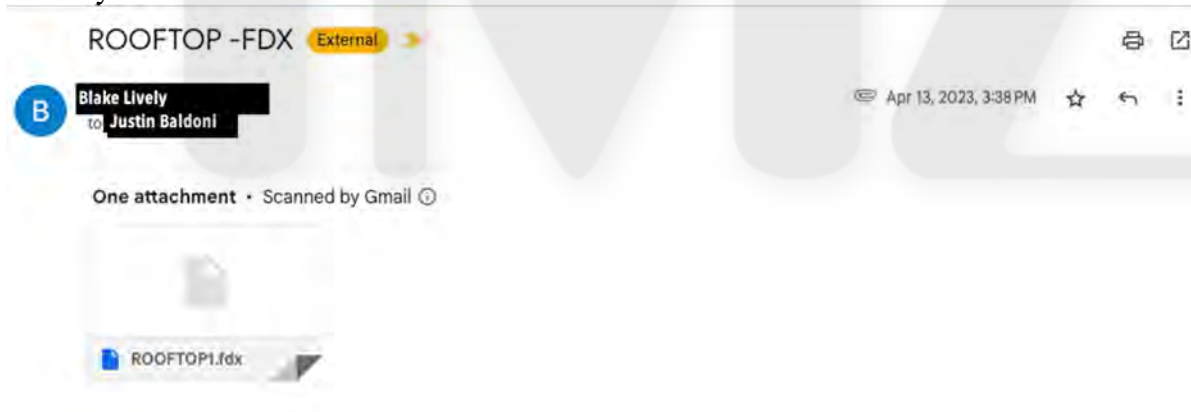 ROOFTOP -FDX External
Blake Lively
Apr 13, 2023, 3:38 PM
to Justin Baldoni
B
One attachment • Scanned by Gmail
ROOFTOP1.fdx